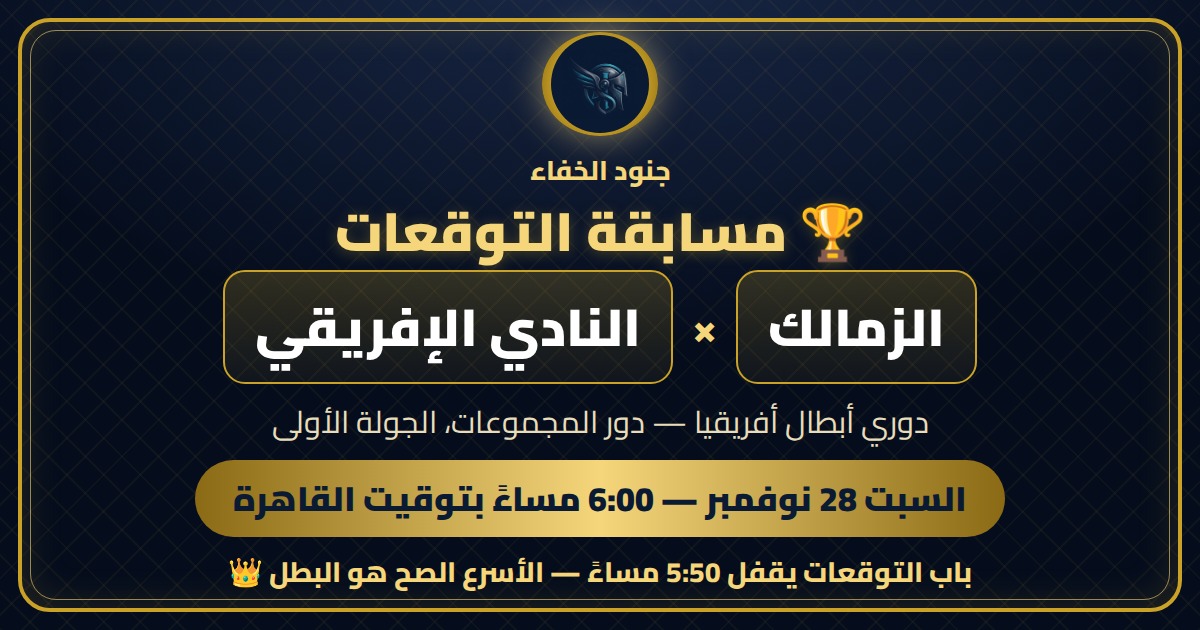 جنود الخفاء
🏆 مسابقة التوقعات
الزمالك × النادي الإفريقي
دوري أبطال أفريقيا — دور المجموعات، الجولة الأولى
السبت 28 نوفمبر — 6:00 مساءً بتوقيت القاهرة
باب التوقعات يقفل 5:50 مساءً — الأسرع الصح هو البطل 👑